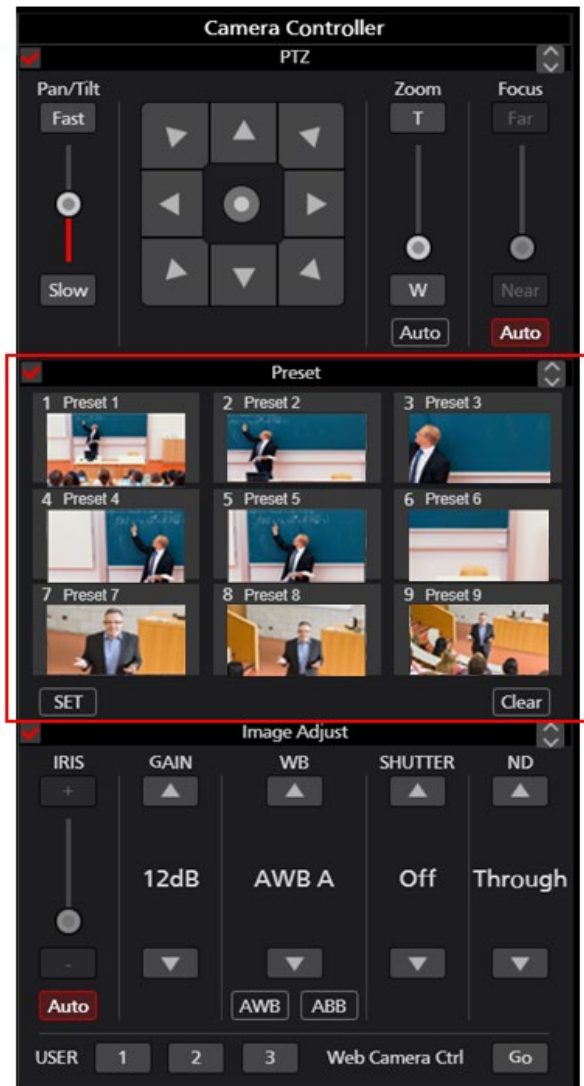 Camera Controller
PTZ
Pan/Tilt Zoom Focus
Fast T Far
Slow W Near
Auto Auto
Preset
1 Preset 1 2 Preset 2 3 Preset 3
4 Preset 4 5 Preset 5 6 Preset 6
7 Preset 7 8 Preset 8 9 Preset 9
SET Clear
Image Adjust
IRIS GAIN WB SHUTTER ND
+
12dB AWB A Off Through
-
Auto AWB ABB
USER 1 2 3 Web Camera Ctrl Go